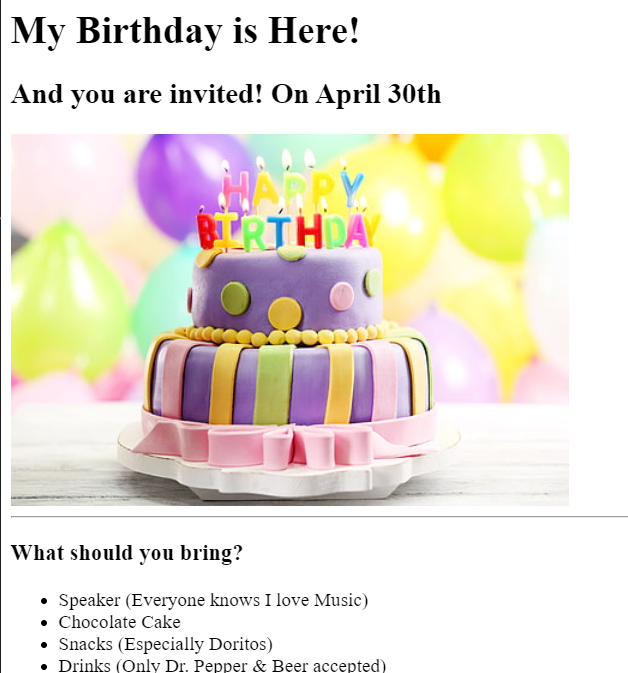 My Birthday is Here!
And you are invited! On April 30th
HAPPY
BIRTHDAY
What should you bring?
Speaker (Everyone knows I love Music)
Chocolate Cake
Snacks (Especially Doritos)
Drinks (Only Dr. Pepper & Beer accepted)